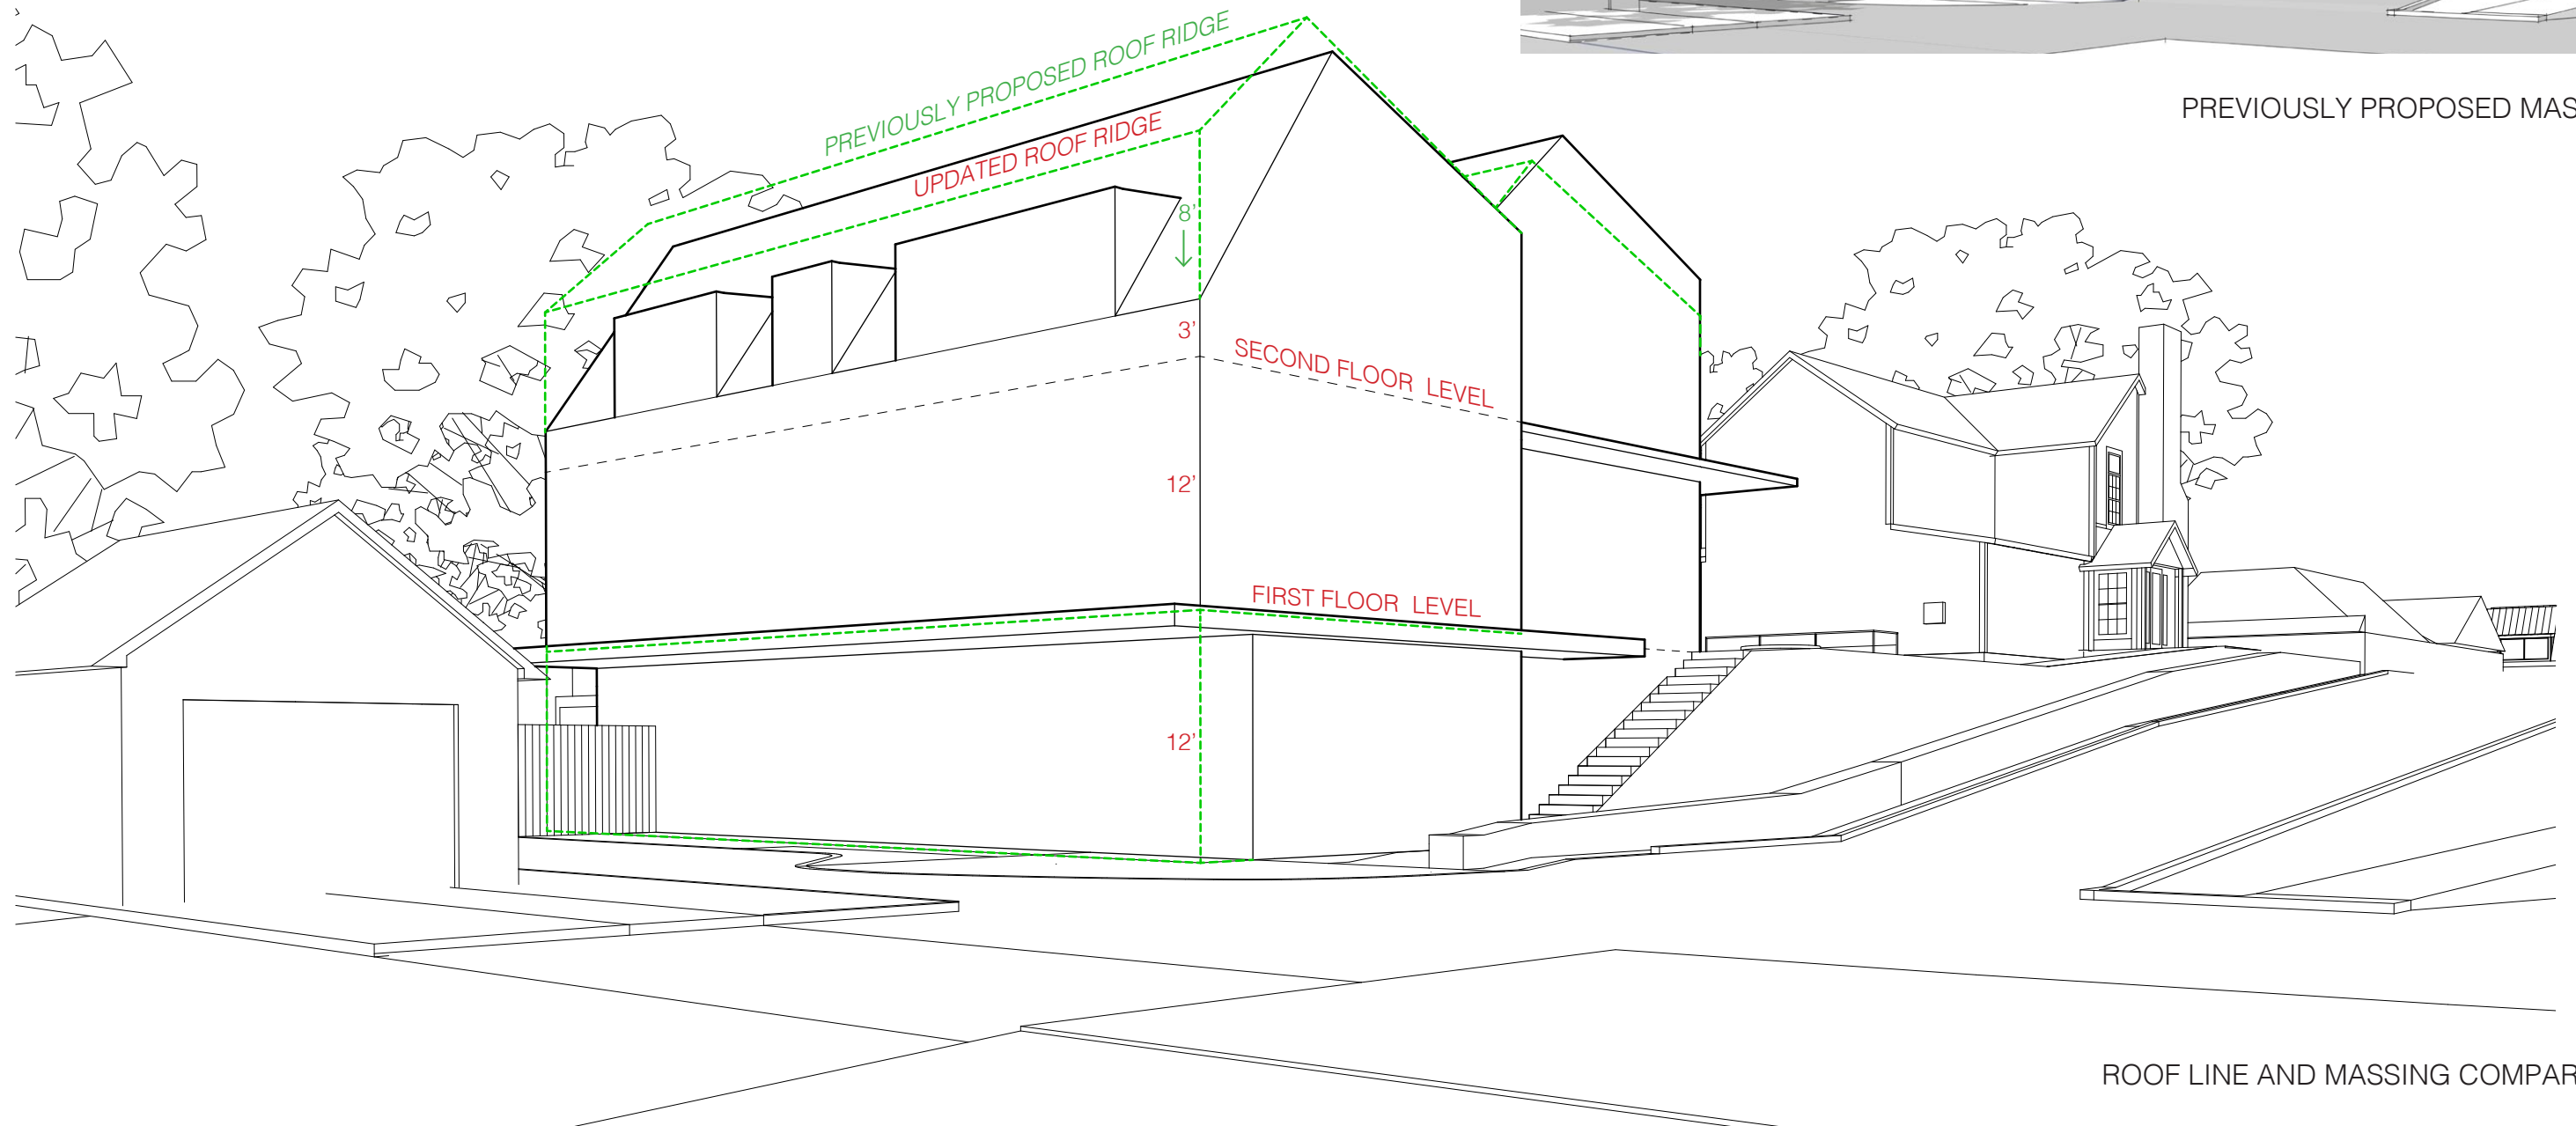 PREVIOUSLY PROPOSED ROOF RIDGE
PREVIOUSLY PROPOSED MAS
UPDATED ROOF RIDGE
8'
3'
SECOND FLOOR LEVEL
12'
FIRST FLOOR LEVEL
12'
ROOF LINE AND MASSING COMPAR